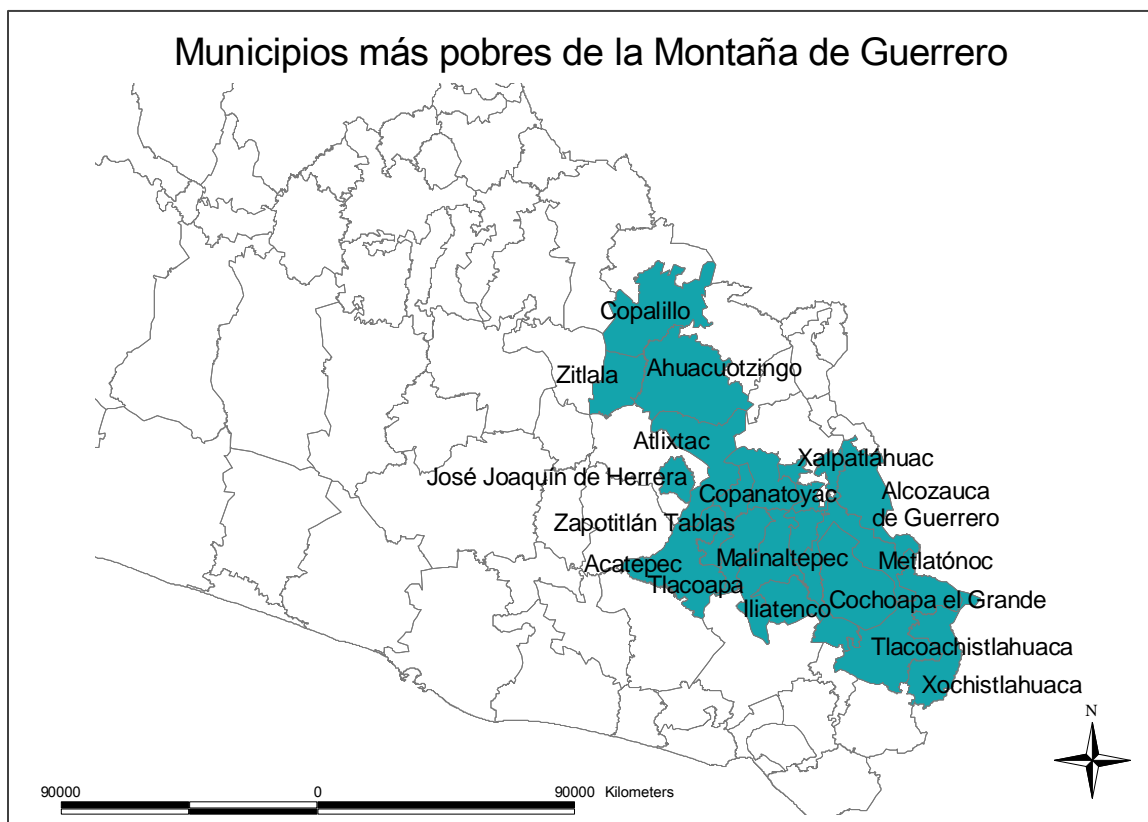 Municipios más pobres de la Montaña de Guerrero
Copalillo
Zitlala
Ahuacuotzingo
Atlixtac
Xalpatláhuac
José Joaquín de Herrera
Copanatoyac
Alcozauca
de Guerrero
Zapotitlán Tablas
Acatepec
Malinaltepec
Metlatónoc
Tlacoapa
Iliatenco
Cochoapa el Grande
Tlacoachistlahuaca
Xochistlahuaca
N
90000 0 90000 Kilometers